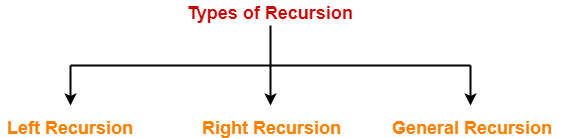 Types of Recursion
Left Recursion
Right Recursion
General Recursion